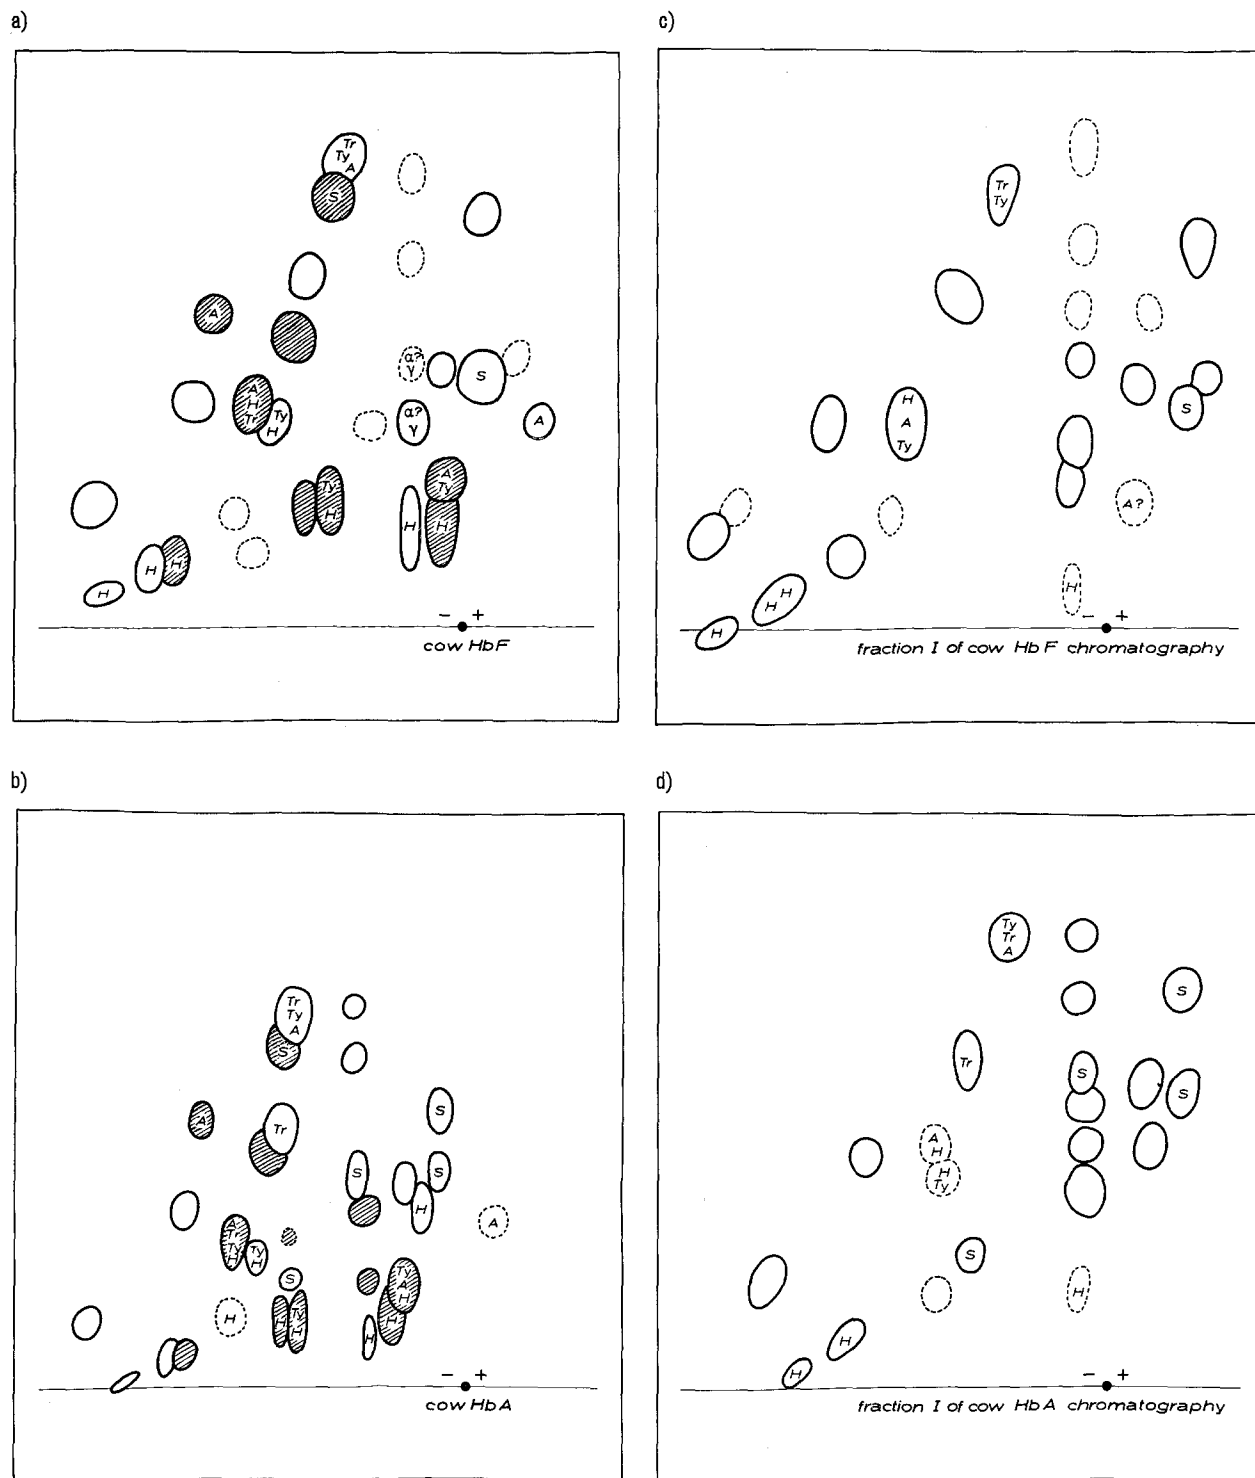 a)
Tr
Ty
A
S
A
α?
γ
S
A
H
Tr
Ty
H
α?
γ
A
A
Ty
Ty
H
H
H
H
H
H
- +
cow HbF
c)
Tr
Ty
H
A
Ty
S
A?
H
H
H
H
- +
fraction I of cow HbF chromatography
b)
Tr
Ty
A
S
S
A
Tr
S
S
A
Tr
Ty
H
Ty
H
H
A
S
Ty
A
H
H
H
Ty
H
H
- +
cow HbA
d)
Ty
Tr
A
S
Tr
S
S
A
H
H
Ty
S
H
H
H
- +
fraction I of cow HbA chromatography